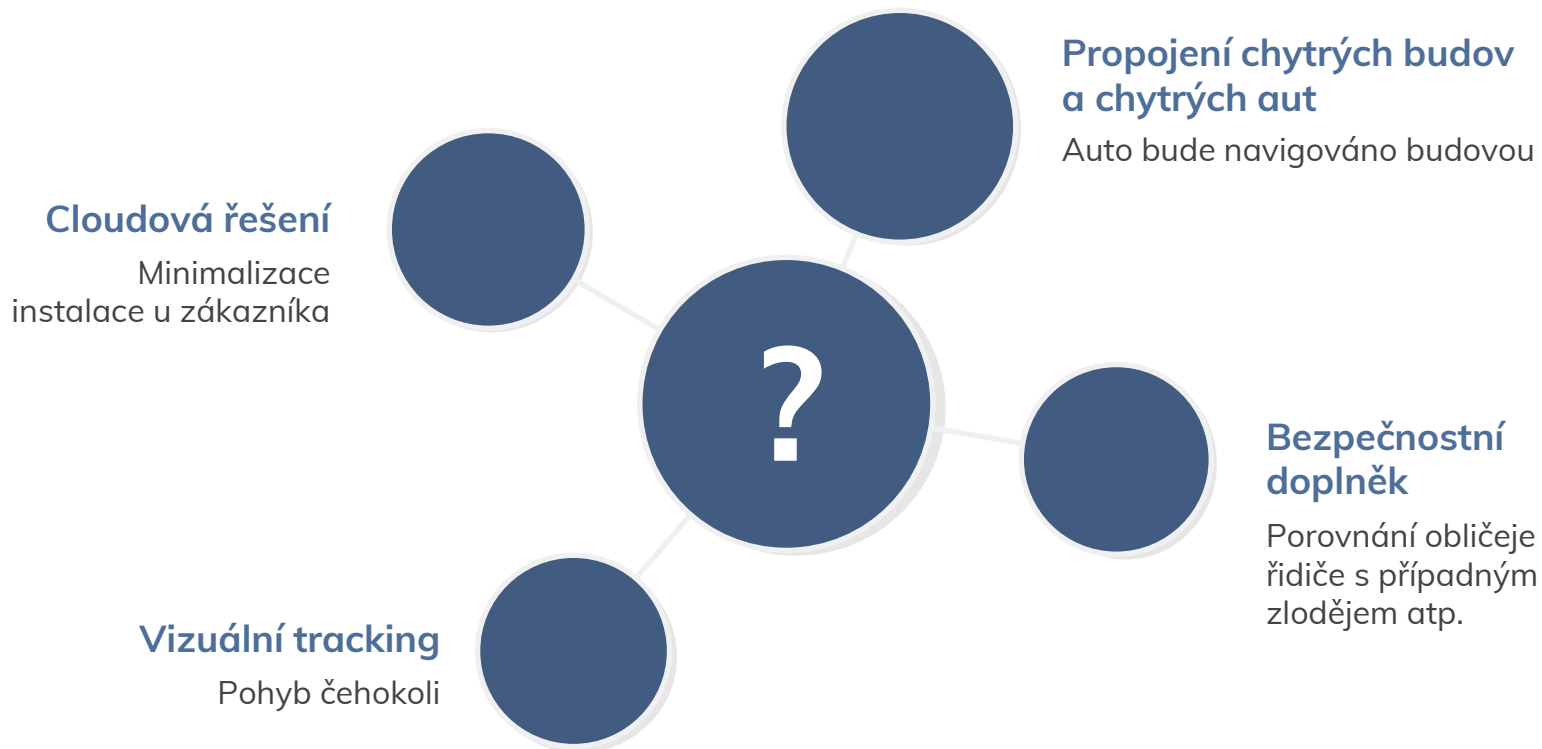 Propojení chytrých budov
a chytrých aut
Auto bude navigováno budovou
Cloudová řešení
Minimalizace
instalace u zákazníka
?
Bezpečnostní
doplněk
Porovnání obličeje
řidiče s případným
zlodějem atp.
Vizuální tracking
Pohyb čehokoli